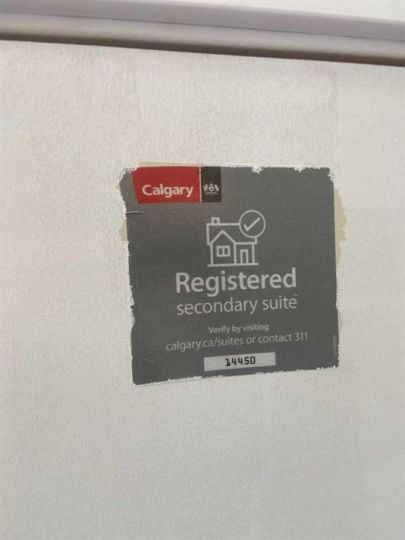 Calgary
Registered
secondary suite
Verify by visiting
calgary.ca/suites or contact 311
14450